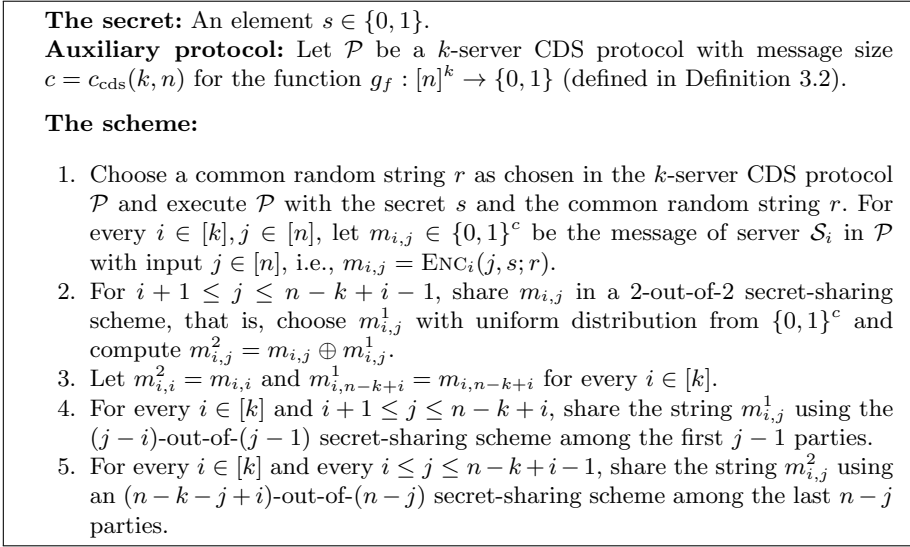 The secret: An element s ∈ {0, 1}.
Auxiliary protocol: Let 𝒫 be a k-server CDS protocol with message size
c = c_cds(k, n) for the function g_f : [n]^k → {0, 1} (defined in Definition 3.2).
The scheme:
1. Choose a common random string r as chosen in the k-server CDS protocol
𝒫 and execute 𝒫 with the secret s and the common random string r. For
every i ∈ [k], j ∈ [n], let m_{i,j} ∈ {0, 1}^c be the message of server 𝒮_i in 𝒫
with input j ∈ [n], i.e., m_{i,j} = ENC_i(j, s; r).
2. For i + 1 ≤ j ≤ n − k + i − 1, share m_{i,j} in a 2-out-of-2 secret-sharing
scheme, that is, choose m^1_{i,j} with uniform distribution from {0, 1}^c and
compute m^2_{i,j} = m_{i,j} ⊕ m^1_{i,j}.
3. Let m^2_{i,i} = m_{i,i} and m^1_{i,n−k+i} = m_{i,n−k+i} for every i ∈ [k].
4. For every i ∈ [k] and i + 1 ≤ j ≤ n − k + i, share the string m^1_{i,j} using the
(j − i)-out-of-(j − 1) secret-sharing scheme among the first j − 1 parties.
5. For every i ∈ [k] and every i ≤ j ≤ n−k+i−1, share the string m^2_{i,j} using
an (n − k − j + i)-out-of-(n − j) secret-sharing scheme among the last n − j
parties.